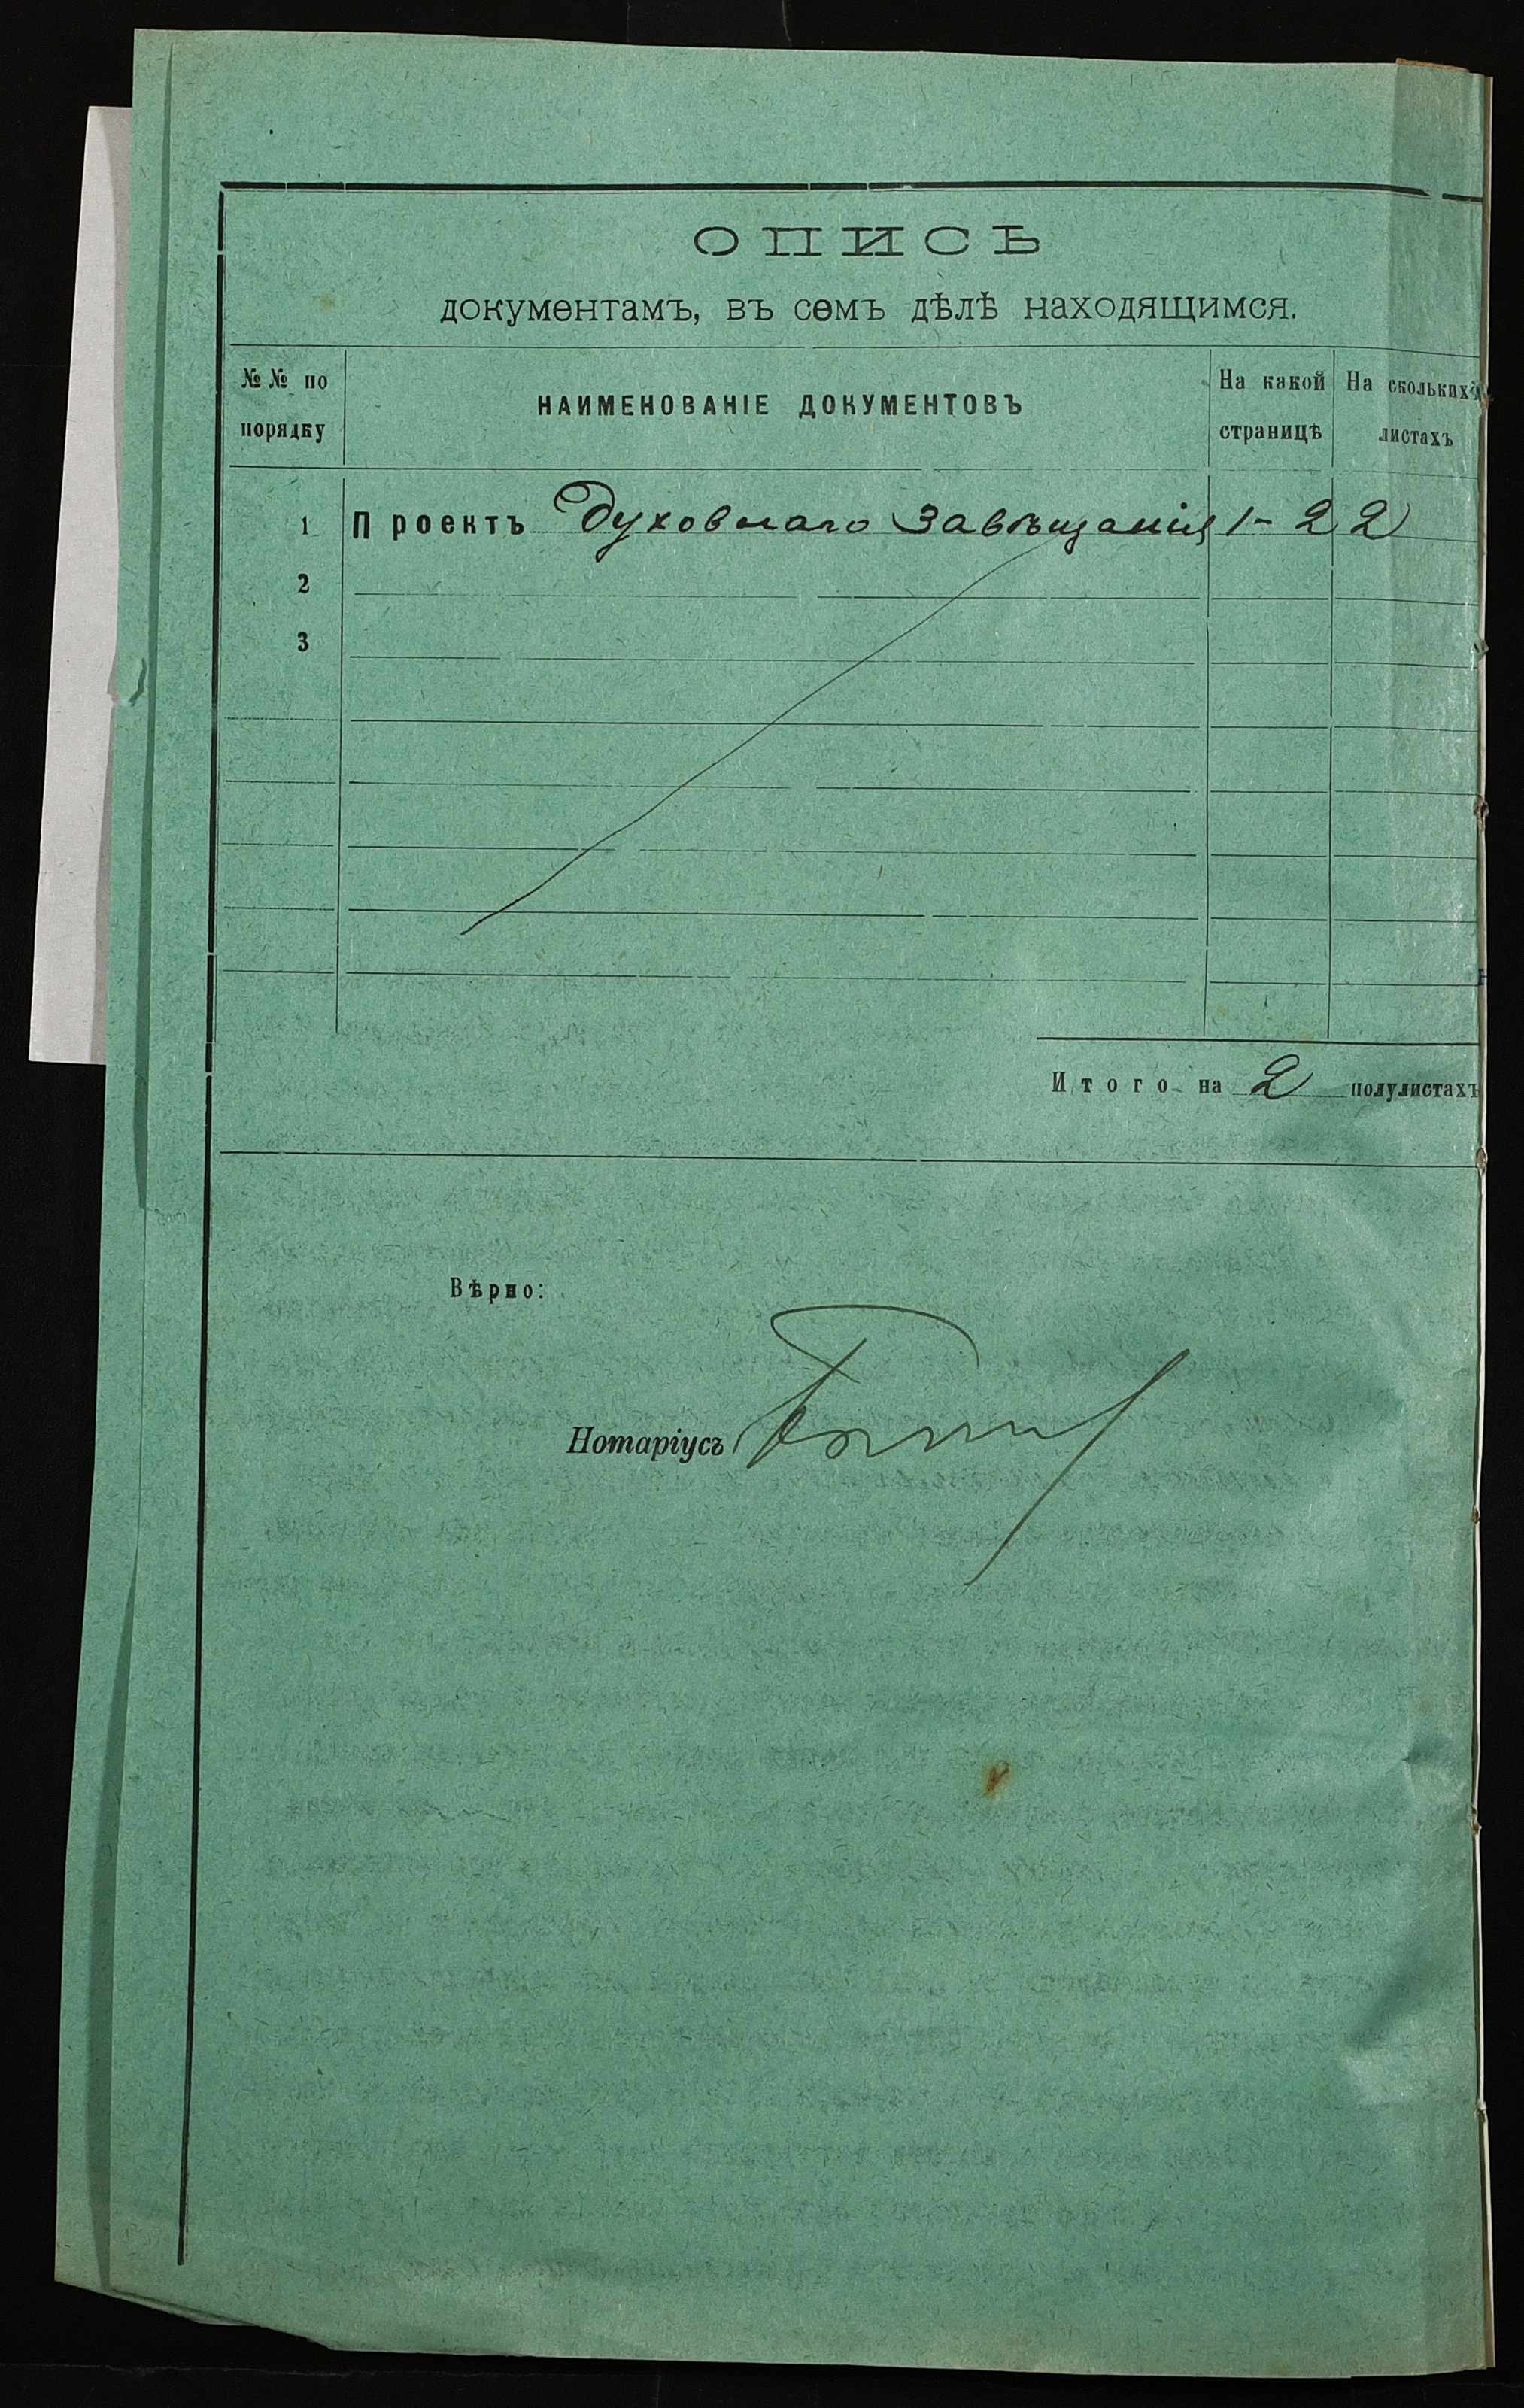 ОПИСЬ
документамъ, въ семъ дѣлѣ находящимся.
№№ по порядку
НАИМЕНОВАНІЕ ДОКУМЕНТОВЪ
На какой страницѣ
На сколькихъ листахъ
1 Проектъ Духовнаго Завѣщанія 1-2 2
2
3
Итого на 2 полулистахъ
Вѣрно:
Нотаріусъ